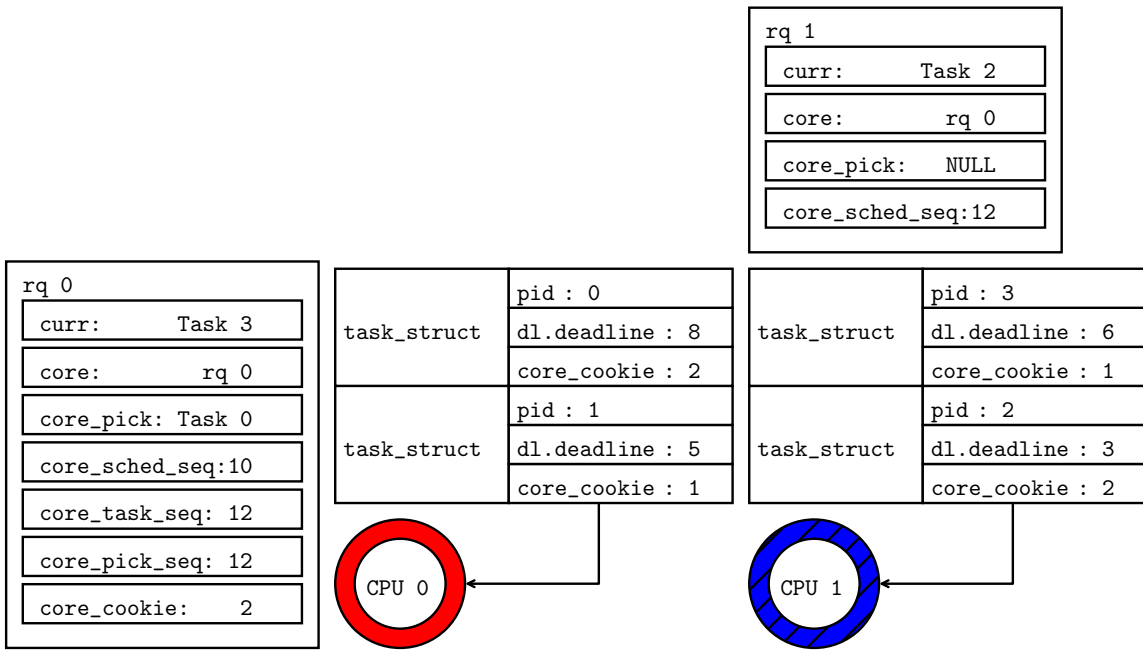 rq 1
curr: Task 2
core: rq 0
core_pick: NULL
core_sched_seq:12
rq 0
curr: Task 3
core: rq 0
core_pick: Task 0
core_sched_seq:10
core_task_seq: 12
core_pick_seq: 12
core_cookie: 2
task_struct
pid : 0
dl.deadline : 8
core_cookie : 2
task_struct
pid : 1
dl.deadline : 5
core_cookie : 1
CPU 0
task_struct
pid : 3
dl.deadline : 6
core_cookie : 1
task_struct
pid : 2
dl.deadline : 3
core_cookie : 2
CPU 1